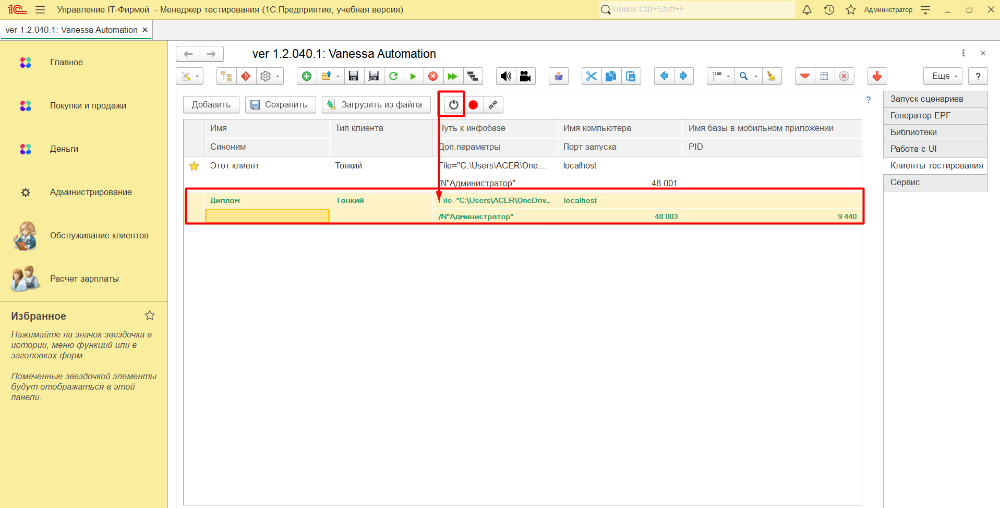 Управление IT-Фирмой - Менеджер тестирования (1С:Предприятие, учебная версия)
Поиск Ctrl+Shift+F
Администратор
ver 1.2.040.1: Vanessa Automation
Главное
Покупки и продажи
Деньги
Администрирование
Обслуживание клиентов
Расчет зарплаты
Избранное
Нажимайте на значок звездочка в
истории, меню функций или в
заголовках форм.
Помеченные звездочкой элементы
будут отображаться в этой
панели.
ver 1.2.040.1: Vanessa Automation
Еще
?
Добавить
Сохранить
Загрузить из файла
?
Имя
Тип клиента
Путь к инфобазе
Имя компьютера
Имя базы в мобильном приложении
Синоним
Доп.параметры
Порт запуска
PID
Этот клиент
Тонкий
File="C:\Users\ACER\One...
localhost
/N"Администратор"
48 001
Диплом
Тонкий
File="C:\Users\ACER\OneDriv...
localhost
/N"Администратор"
48 003
9 440
Запуск сценариев
Генератор EPF
Библиотеки
Работа с UI
Клиенты тестирования
Сервис